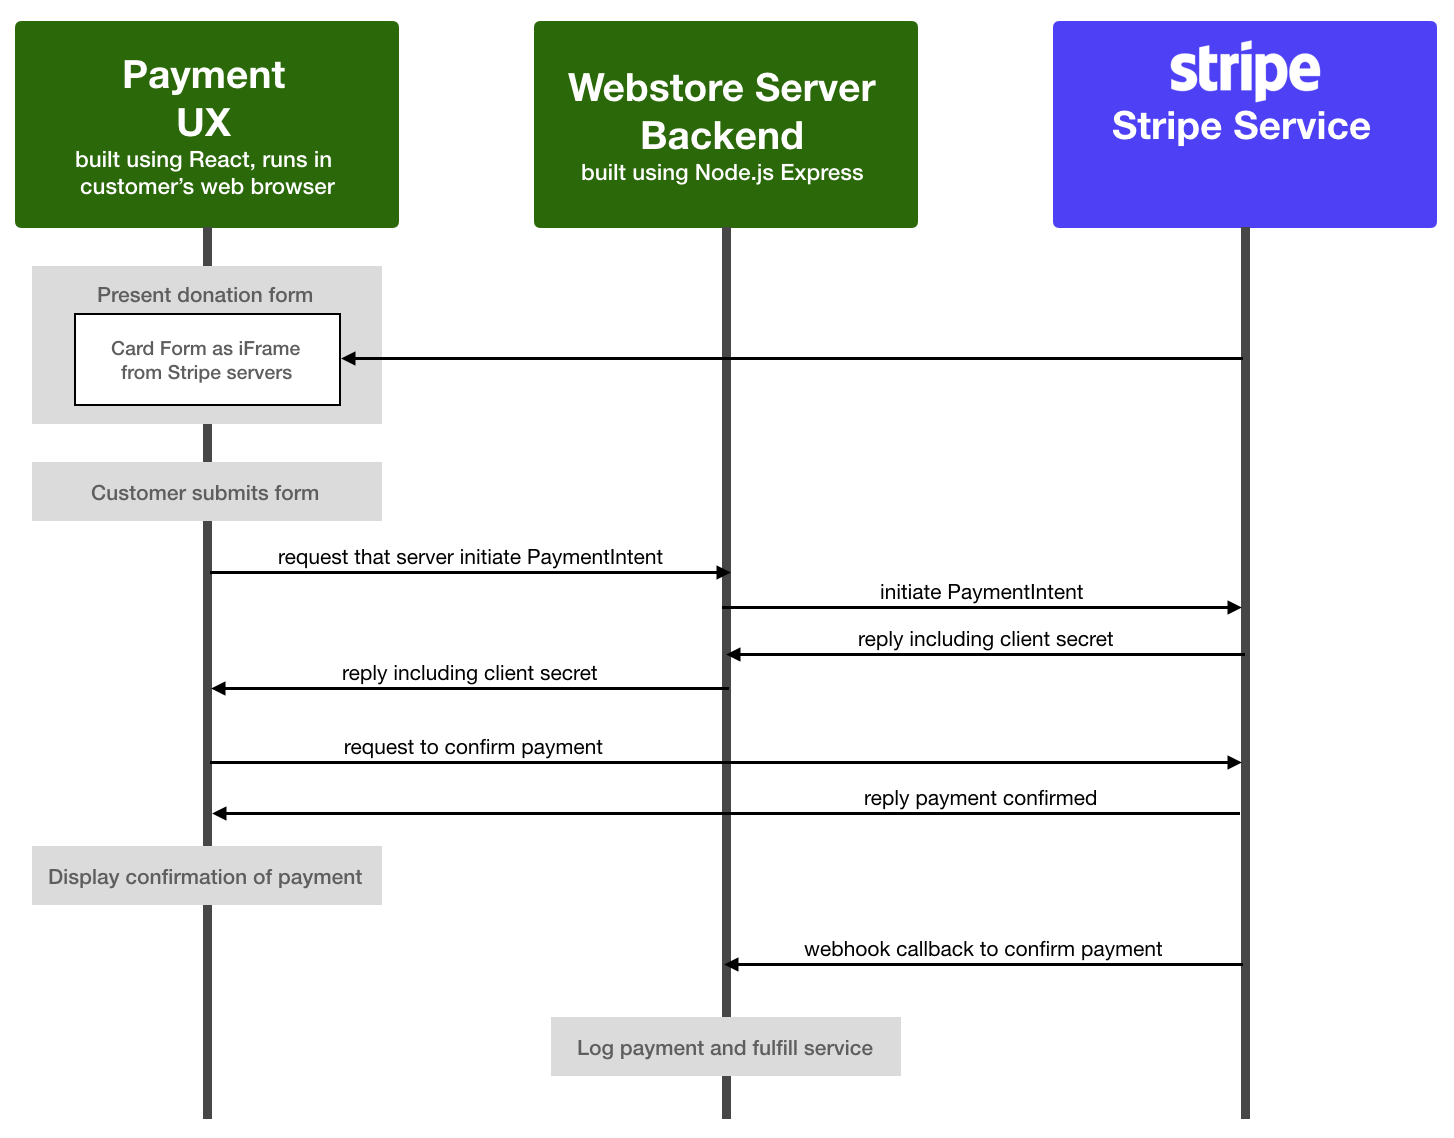 Payment
UX
built using React, runs in
customer’s web browser
Webstore Server
Backend
built using Node.js Express
stripe
Stripe Service
Present donation form
Card Form as iFrame
from Stripe servers
Customer submits form
request that server initiate PaymentIntent
initiate PaymentIntent
reply including client secret
reply including client secret
request to confirm payment
reply payment confirmed
Display confirmation of payment
webhook callback to confirm payment
Log payment and fulfill service